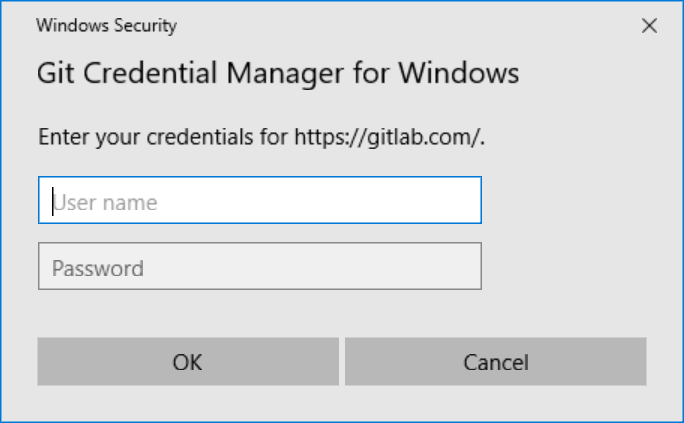 Windows Security
Git Credential Manager for Windows
Enter your credentials for https://gitlab.com/.
User name
Password
OK Cancel